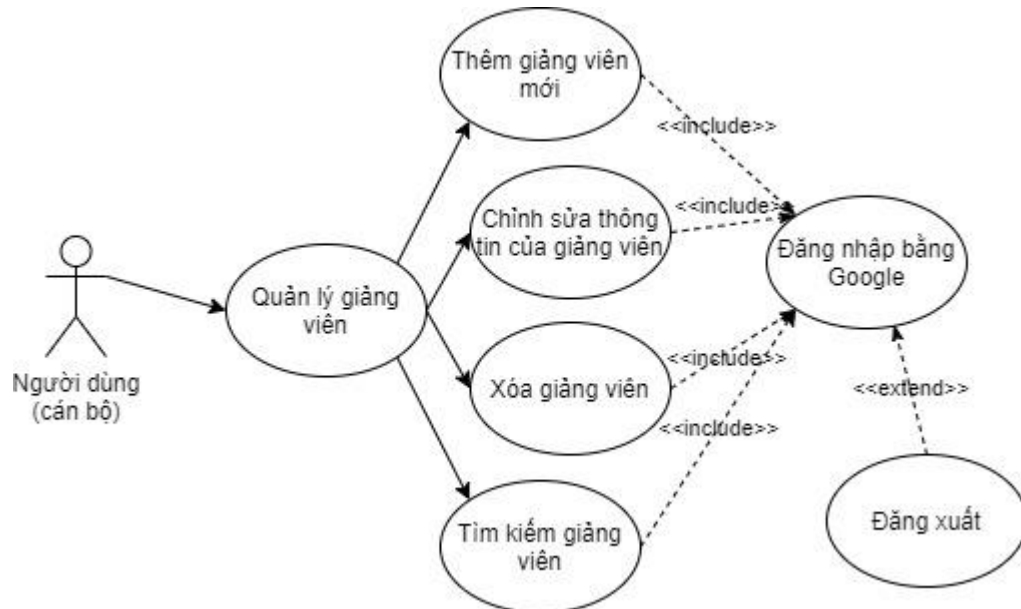 Thêm giảng viên
mới
<<include>>
Chỉnh sửa thông
tin của giảng viên
<<include>
Đăng nhập bằng
Google
Quản lý giảng
viên
Người dùng
(cán bộ)
Xóa giảng viên
<<include>>
<<extend>>
<<include>>
Tìm kiếm giảng
viên
Đăng xuất